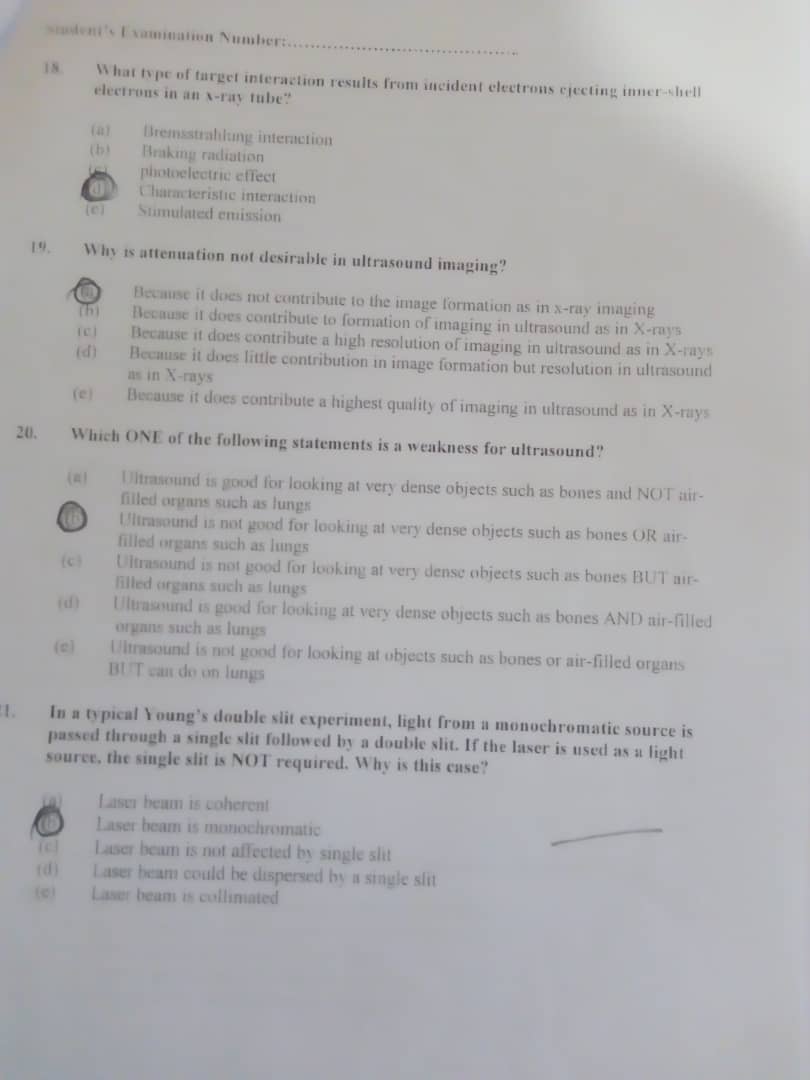 Student's Examination Number:.............................................
18. What type of target interaction results from incident electrons ejecting inner-shell
electrons in an x-ray tube?
(a) Bremsstrahlung interaction
(b) Braking radiation
(c) photoelectric effect
(d) Characteristic interaction
(e) Stimulated emission
19. Why is attenuation not desirable in ultrasound imaging?
(a) Because it does not contribute to the image formation as in x-ray imaging
(b) Because it does contribute to formation of imaging in ultrasound as in X-rays
(c) Because it does contribute a high resolution of imaging in ultrasound as in X-rays
(d) Because it does little contribution in image formation but resolution in ultrasound
as in X-rays
(e) Because it does contribute a highest quality of imaging in ultrasound as in X-rays
20. Which ONE of the following statements is a weakness for ultrasound?
(a) Ultrasound is good for looking at very dense objects such as bones and NOT air-
filled organs such as lungs
(b) Ultrasound is not good for looking at very dense objects such as bones OR air-
filled organs such as lungs
(c) Ultrasound is not good for looking at very dense objects such as bones BUT air-
filled organs such as lungs
(d) Ultrasound is good for looking at very dense objects such as bones AND air-filled
organs such as lungs
(e) Ultrasound is not good for looking at objects such as bones or air-filled organs
BUT can do on lungs
21. In a typical Young's double slit experiment, light from a monochromatic source is
passed through a single slit followed by a double slit. If the laser is used as a light
source, the single slit is NOT required. Why is this case?
(a) Laser beam is coherent
(b) Laser beam is monochromatic
(c) Laser beam is not affected by single slit
(d) Laser beam could be dispersed by a single slit
(e) Laser beam is collimated